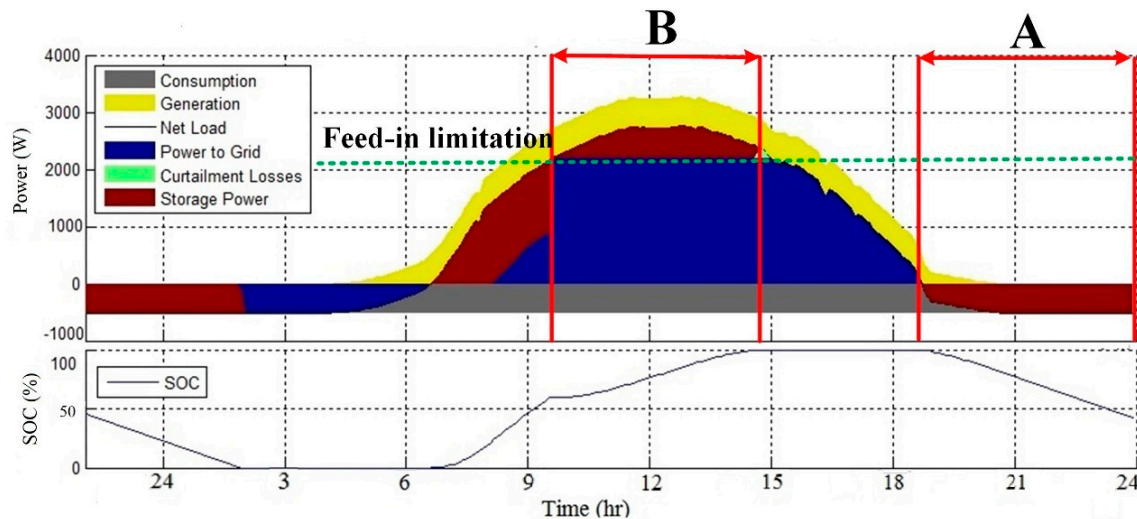 B
A
4000
3000
2000
1000
0
-1000
Power (W)
Consumption
Generation
Net Load
Power to Grid
Curtailment Losses
Storage Power
Feed-in limitation
100
50
0
SOC (%)
SOC
24
3
6
9
12
15
18
21
24
Time (hr)